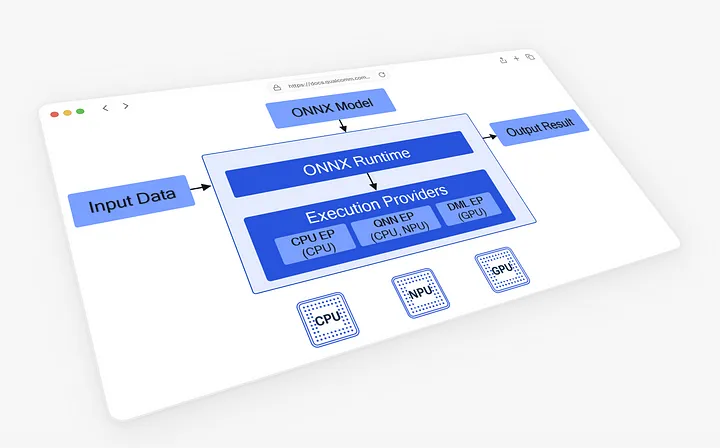 https://docs.qualcomm.com...
ONNX Model
Input Data
ONNX Runtime
Output Result
Execution Providers
CPU EP
(CPU)
QNN EP
(CPU, NPU)
DML EP
(GPU)
CPU
NPU
GPU